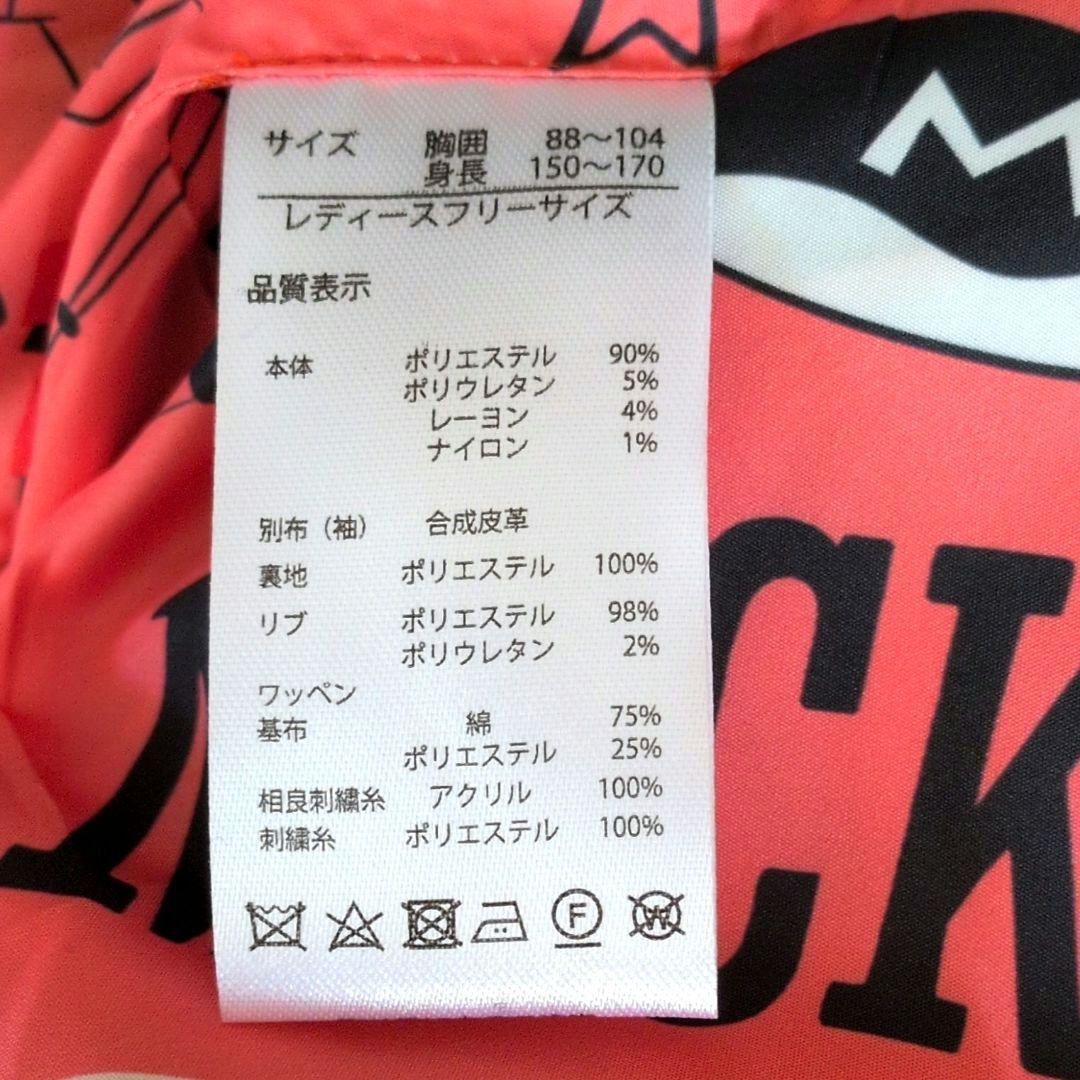 サイズ 胸囲 88～104
身長 150～170
レディースフリーサイズ
品質表示
本体 ポリエステル 90%
ポリウレタン 5%
レーヨン 4%
ナイロン 1%
別布（袖） 合成皮革
裏地 ポリエステル 100%
リブ ポリエステル 98%
ポリウレタン 2%
ワッペン
基布 綿 75%
ポリエステル 25%
相良刺繍糸 アクリル 100%
刺繍糸 ポリエステル 100%
F W
M
CK